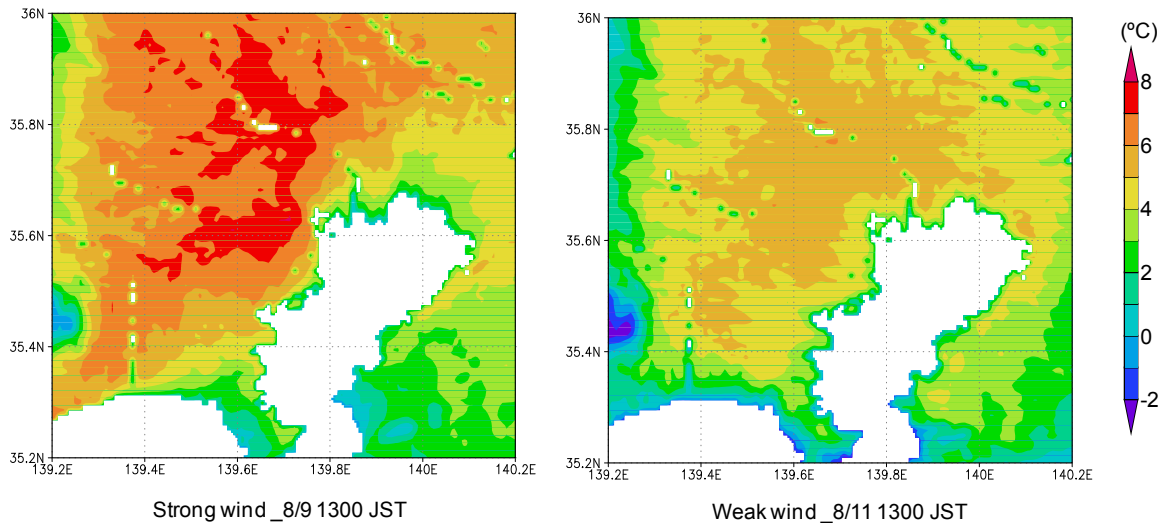 36N
35.8N
35.6N
35.4N
35.2N
139.2E
139.4E
139.6E
139.8E
140E
140.2E
Strong wind _8/9 1300 JST
36N
35.8N
35.6N
35.4N
35.2N
139.2E
139.4E
139.6E
139.8E
140E
140.2E
Weak wind _8/11 1300 JST
(ºC)
8
6
4
2
0
-2